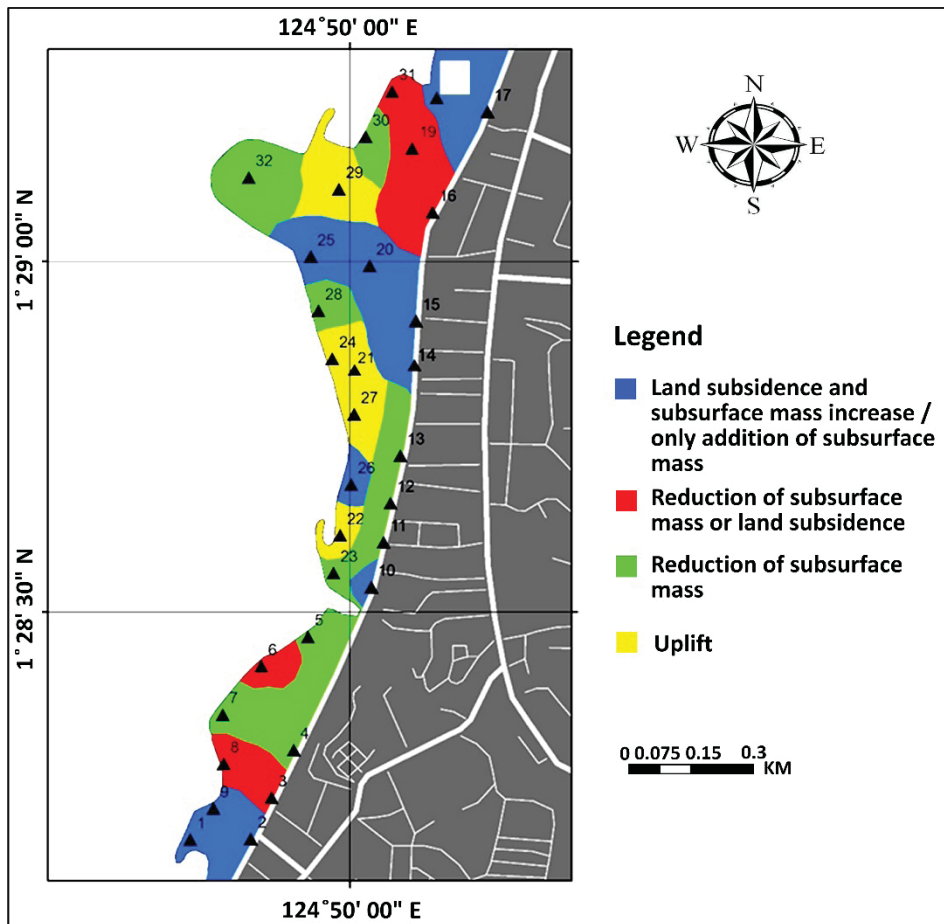 124˚50' 00" E
N
W
E
S
31
17
30
19
32
29
16
25
20
1˚ 29' 00" N
28
15
24
21
14
27
13
26
12
22
11
23
10
1˚ 28' 30" N
5
6
7
4
8
3
9
1
2
124˚50' 00" E
Legend
Land subsidence and
subsurface mass increase /
only addition of subsurface
mass
Reduction of subsurface
mass or land subsidence
Reduction of subsurface
mass
Uplift
0 0.075 0.15 0.3
KM